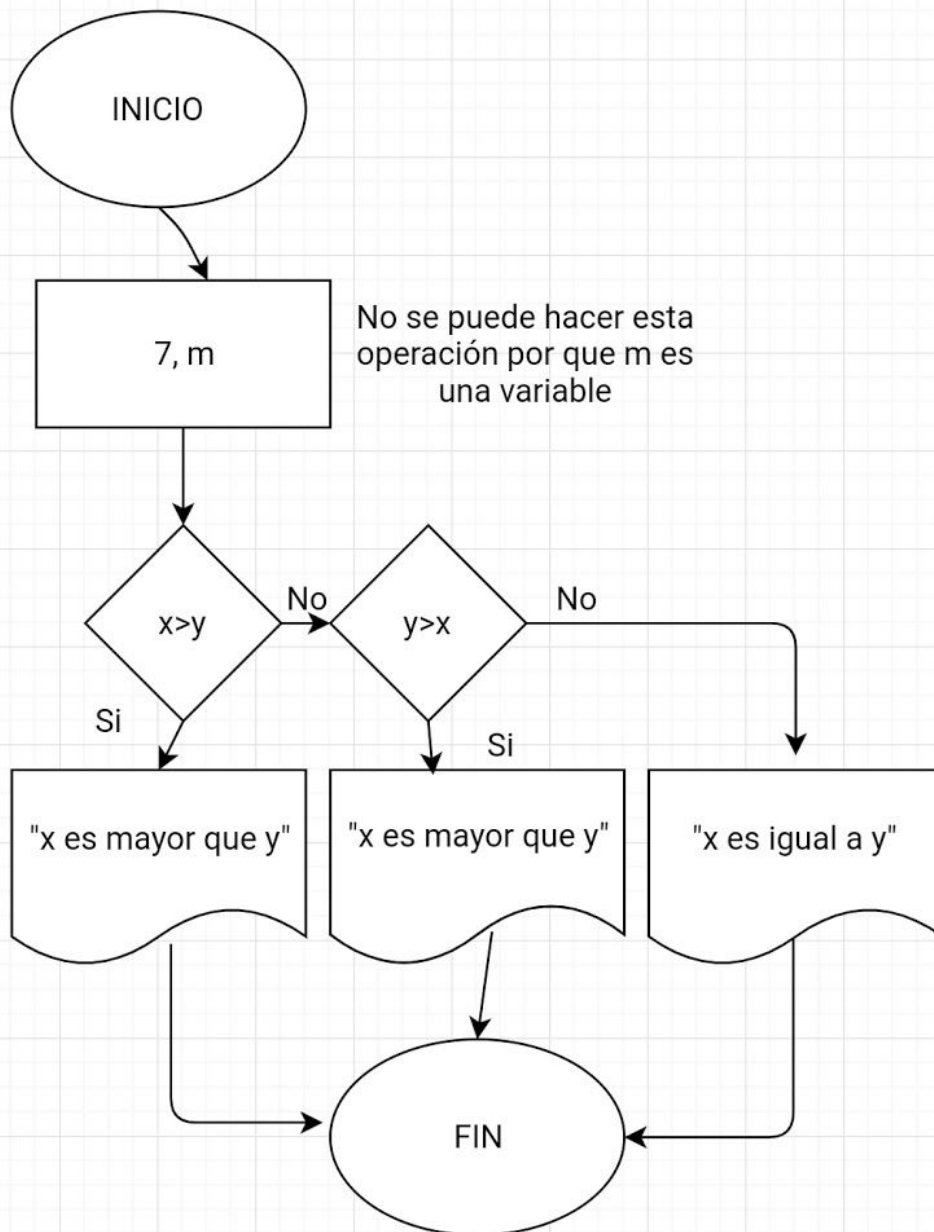 INICIO
7, m
No se puede hacer esta
operación por que m es
una variable
x>y
No
y>x
No
Si
Si
"x es mayor que y"
"x es mayor que y"
"x es igual a y"
FIN